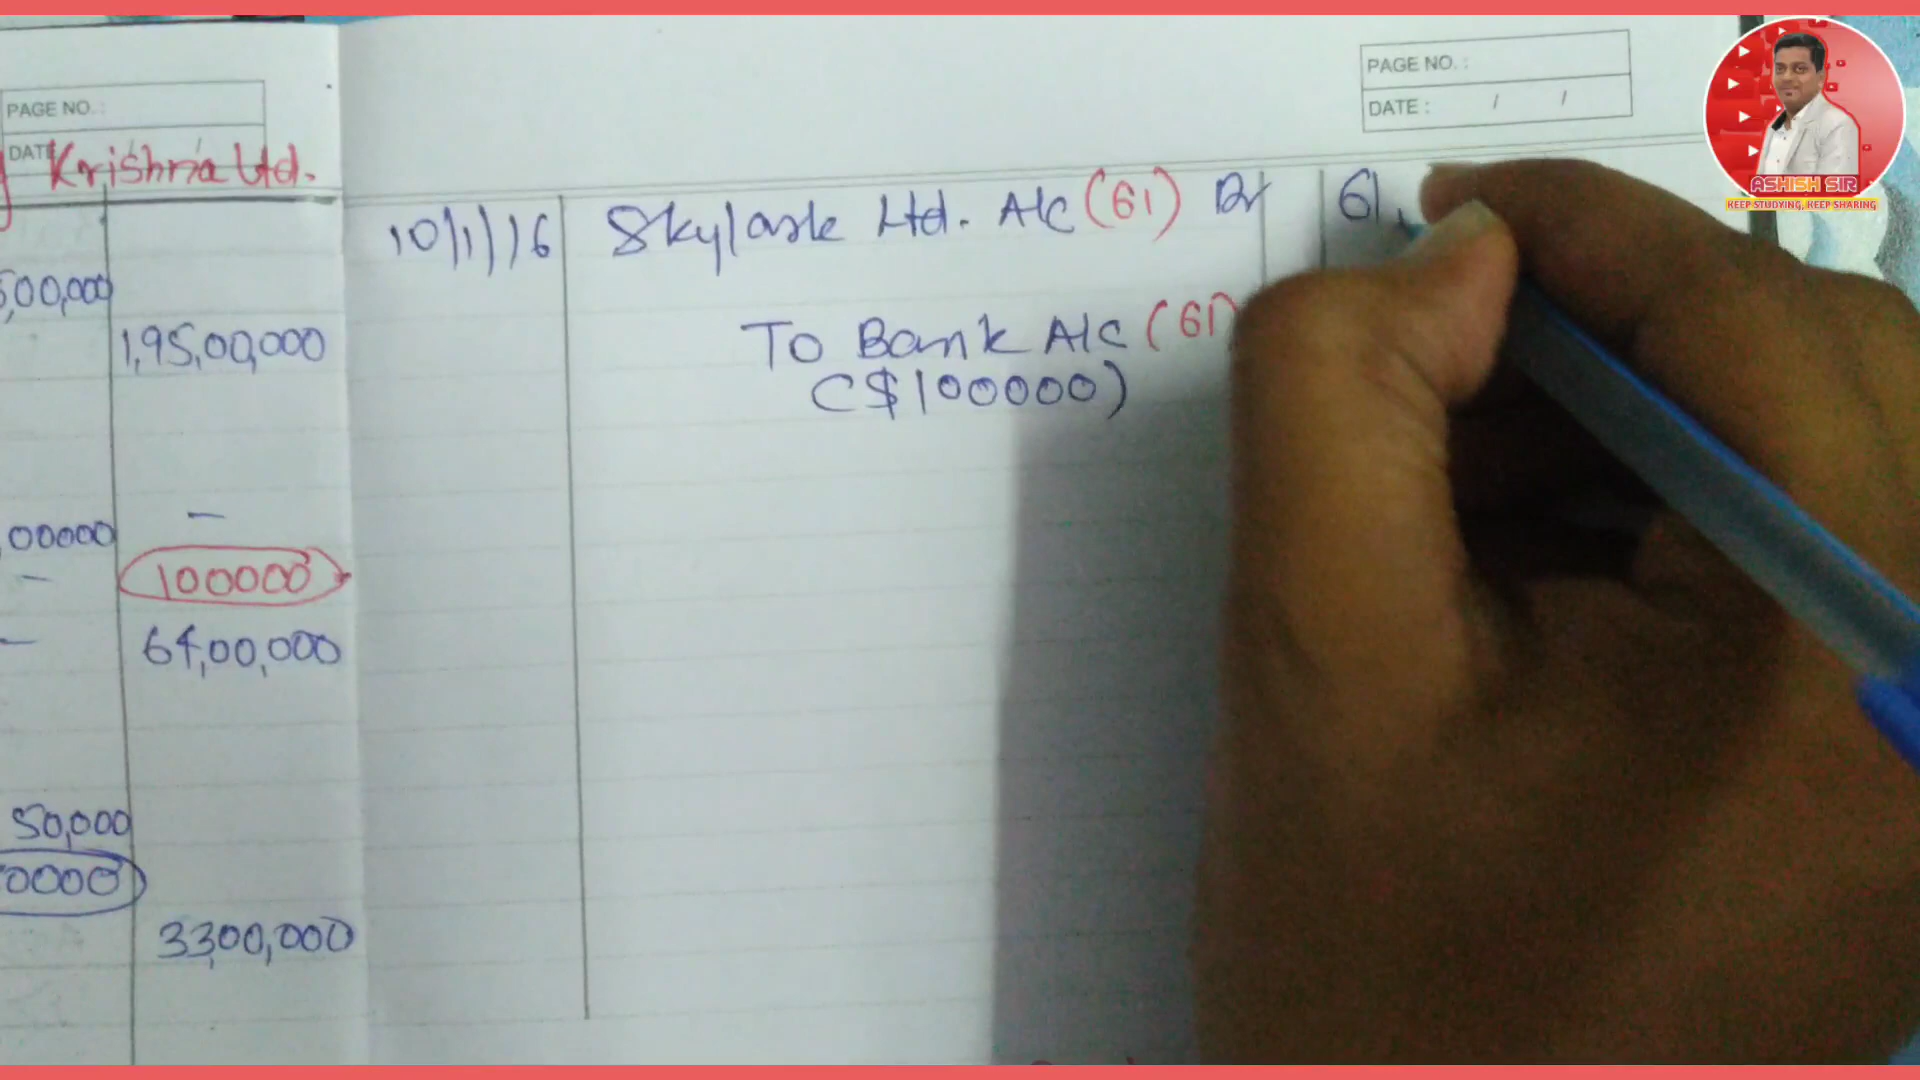 PAGE NO. :
DATE
Krishna Ltd.
1,95,00,000
00000
-
-
100000
-
64,00,000
50,000
0000
33,00,000
PAGE NO. :
DATE : / /
10/1/16 Skylark Ltd. A/C (61) Dr 61,
To Bank A/C (61)
($100000)
ASHISH SIR
KEEP STUDYING, KEEP SHARING